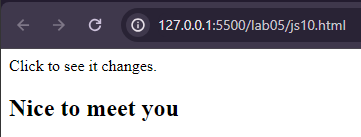 127.0.0.1:5500/lab05/js10.html
Click to see it changes.
Nice to meet you